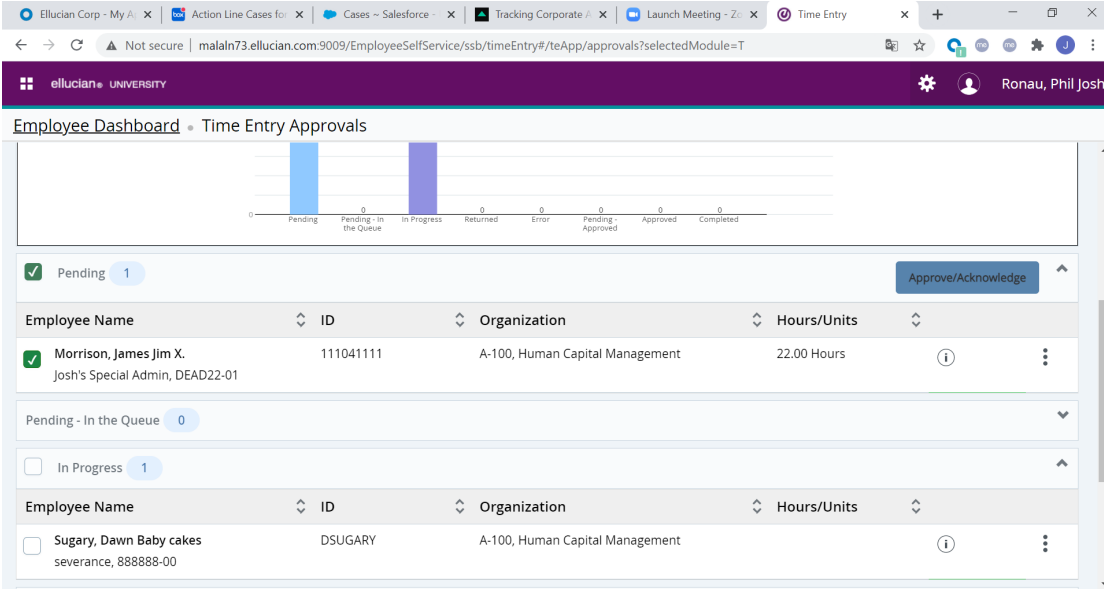 Ellucian Corp - My A
Action Line Cases for
Cases ~ Salesforce -
Tracking Corporate A
Launch Meeting - Zo
Time Entry
Not secure | malaln73.ellucian.com:9009/EmployeeSelfService/ssb/timeEntry#/teApp/approvals?selectedModule=T
ellucian UNIVERSITY
Ronau, Phil Josh
Employee Dashboard • Time Entry Approvals
0 0 0 0 0 0 0
Pending Pending - In the Queue In Progress Returned Error Pending - Approved Approved Completed
Pending 1 Approve/Acknowledge
Employee Name ID Organization Hours/Units
Morrison, James Jim X. 111041111 A-100, Human Capital Management 22.00 Hours
Josh's Special Admin, DEAD22-01
Pending - In the Queue 0
In Progress 1
Employee Name ID Organization Hours/Units
Sugary, Dawn Baby cakes DSUGARY A-100, Human Capital Management
severance, 888888-00